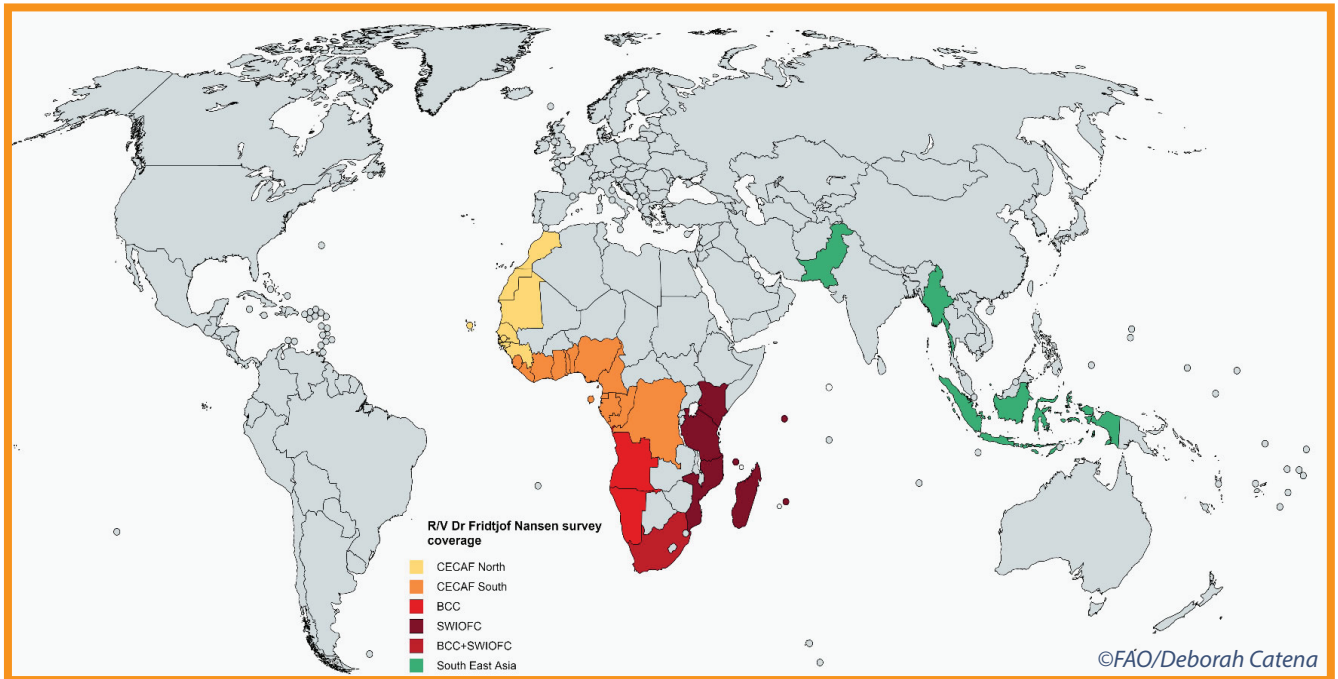 R/V Dr Fridtjof Nansen survey
coverage
CECAF North
CECAF South
BCC
SWIOFC
BCC+SWIOFC
South East Asia
©FAO/Deborah Catena